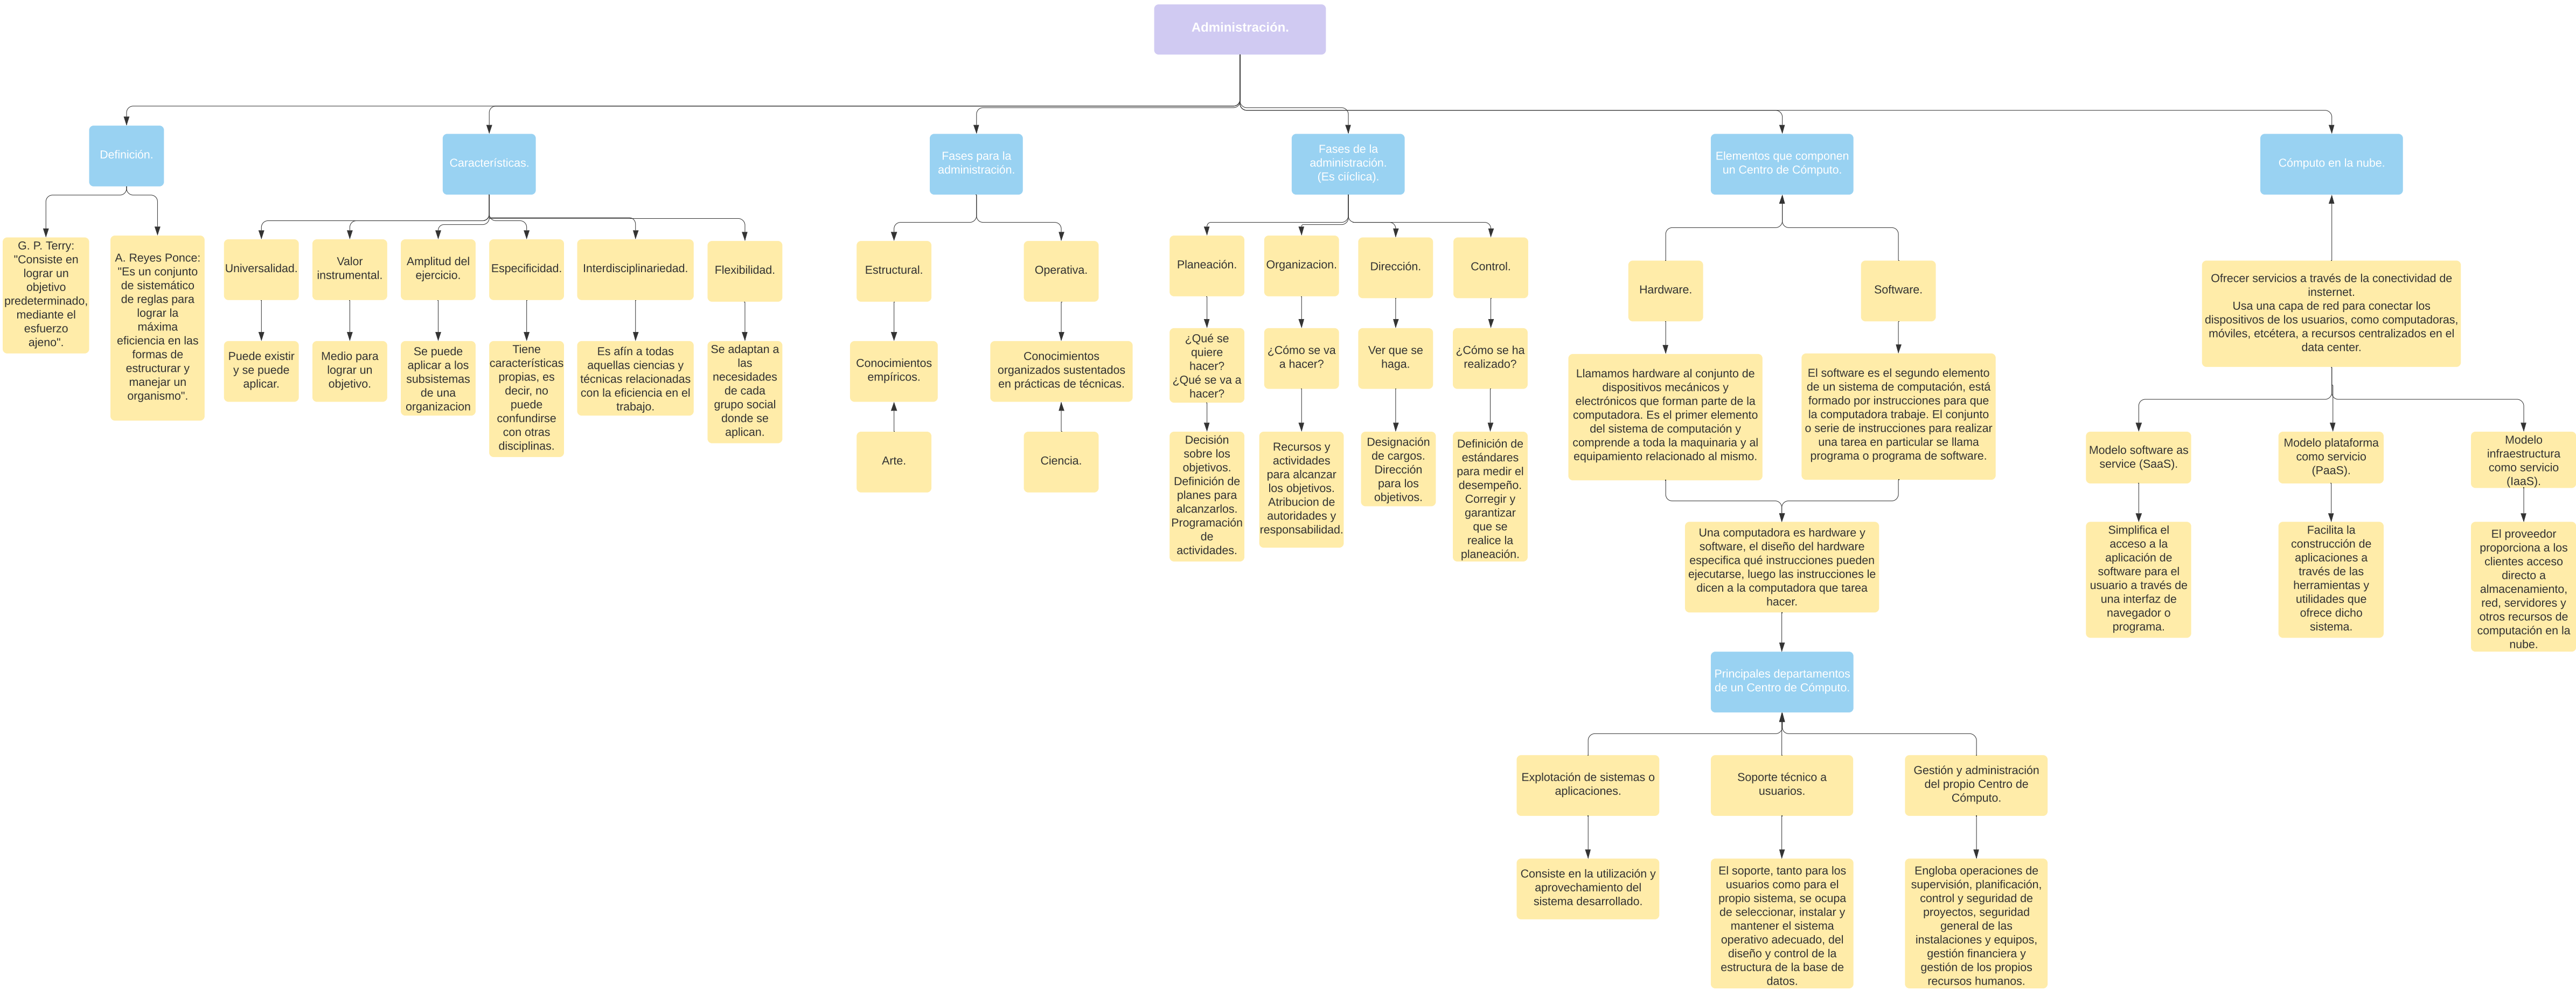 Administración.
Definición.
G. P. Terry:
"Consiste en
lograr un
objetivo
predeterminado,
mediante el
esfuerzo
ajeno".
A. Reyes Ponce:
"Es un conjunto
de sistemático
de reglas para
lograr la
máxima
eficiencia en las
formas de
estructurar y
manejar un
organismo".
Características.
Universalidad.
Puede existir
y se puede
aplicar.
Valor
instrumental.
Medio para
lograr un
objetivo.
Amplitud del
ejercicio.
Se puede
aplicar a los
subsistemas
de una
organizacion
Especificidad.
Tiene
características
propias, es
decir, no
puede
confundirse
con otras
disciplinas.
Interdisciplinariedad.
Es afín a todas
aquellas ciencias y
técnicas relacionadas
con la eficiencia en el
trabajo.
Flexibilidad.
Se adaptan a
las
necesidades
de cada
grupo social
donde se
aplican.
Fases para la
administración.
Estructural.
Conocimientos
empíricos.
Arte.
Operativa.
Conocimientos
organizados sustentados
en prácticas de técnicas.
Ciencia.
Fases de la
administración.
(Es ciíclica).
Planeación.
¿Qué se
quiere
hacer?
¿Qué se va a
hacer?
Decisión
sobre los
objetivos.
Definición de
planes para
alcanzarlos.
Programación
de
actividades.
Organizacion.
¿Cómo se va
a hacer?
Recursos y
actividades
para alcanzar
los objetivos.
Atribucion de
autoridades y
responsabilidad.
Dirección.
Ver que se
haga.
Designación
de cargos.
Dirección
para los
objetivos.
Control.
¿Cómo se ha
realizado?
Definición de
estándares
para medir el
desempeño.
Corregir y
garantizar
que se
realice la
planeación.
Elementos que componen
un Centro de Cómputo.
Hardware.
Llamamos hardware al conjunto de
dispositivos mecánicos y
electrónicos que forman parte de la
computadora. Es el primer elemento
del sistema de computación y
comprende a toda la maquinaria y al
equipamiento relacionado al mismo.
Software.
El software es el segundo elemento
de un sistema de computación, está
formado por instrucciones para que
la computadora trabaje. El conjunto
o serie de instrucciones para realizar
una tarea en particular se llama
programa o programa de software.
Una computadora es hardware y
software, el diseño del hardware
especifica qué instrucciones pueden
ejecutarse, luego las instrucciones le
dicen a la computadora que tarea
hacer.
Principales departamentos
de un Centro de Cómputo.
Explotación de sistemas o
aplicaciones.
Consiste en la utilización y
aprovechamiento del
sistema desarrollado.
Soporte técnico a
usuarios.
El soporte, tanto para los
usuarios como para el
propio sistema, se ocupa
de seleccionar, instalar y
mantener el sistema
operativo adecuado, del
diseño y control de la
estructura de la base de
datos.
Gestión y administración
del propio Centro de
Cómputo.
Engloba operaciones de
supervisión, planificación,
control y seguridad de
proyectos, seguridad
general de las
instalaciones y equipos,
gestión financiera y
gestión de los propios
recursos humanos.
Cómputo en la nube.
Ofrecer servicios a través de la conectividad de
insternet.
Usa una capa de red para conectar los
dispositivos de los usuarios, como computadoras,
móviles, etcétera, a recursos centralizados en el
data center.
Modelo software as
service (SaaS).
Simplifica el
acceso a la
aplicación de
software para el
usuario a través de
una interfaz de
navegador o
programa.
Modelo plataforma
como servicio
(PaaS).
Facilita la
construcción de
aplicaciones a
través de las
herramientas y
utilidades que
ofrece dicho
sistema.
Modelo
infraestructura
como servicio
(IaaS).
El proveedor
proporciona a los
clientes acceso
directo a
almacenamiento,
red, servidores y
otros recursos de
computación en la
nube.